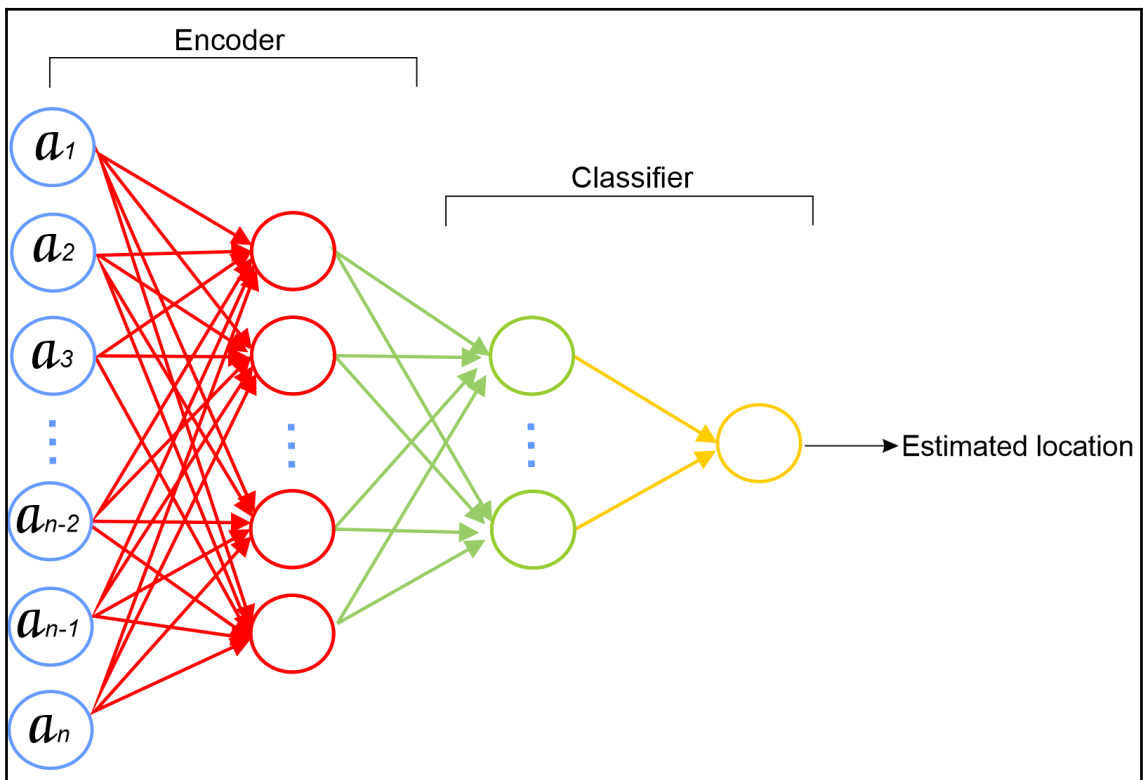 Encoder
a1
Classifier
a2
a3
Estimated location
an-2
an-1
an